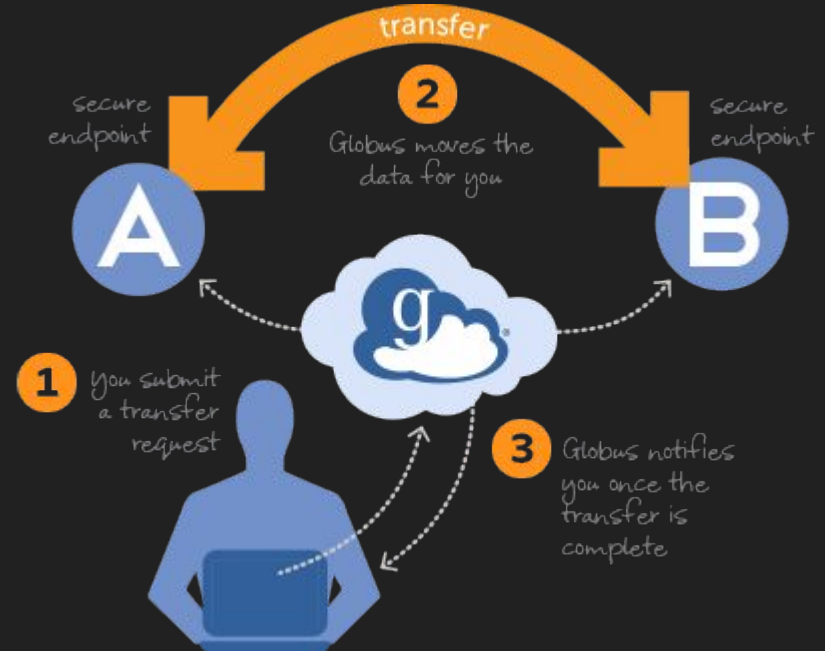 transfer
2
Globus moves the
data for you
secure
endpoint
A
secure
endpoint
B
g
1
you submit
a transfer
request
3
Globus notifies
you once the
transfer is
complete